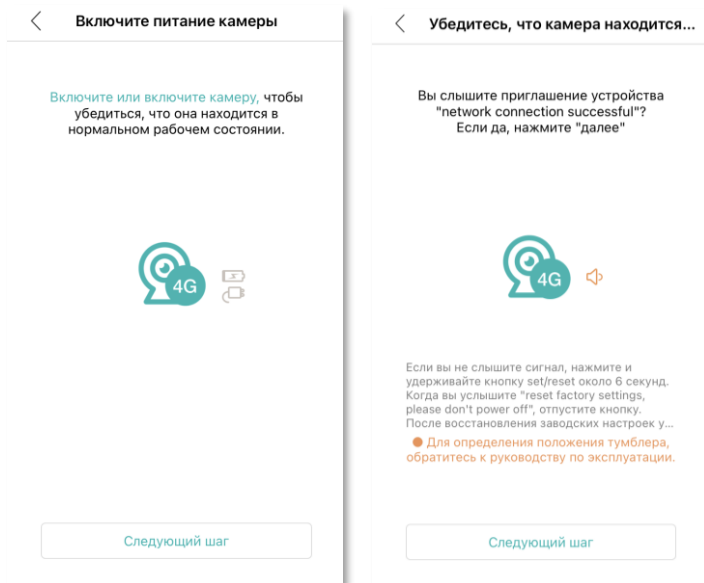 Включите питание камеры
Включите или включите камеру, чтобы
убедиться, что она находится в
нормальном рабочем состоянии.
4G
Следующий шаг
Убедитесь, что камера находится...
Вы слышите приглашение устройства
"network connection successful"?
Если да, нажмите "далее"
4G
Если вы не слышите сигнал, нажмите и
удерживайте кнопку set/reset около 6 секунд.
Когда вы услышите "reset factory settings,
please don't power off", отпустите кнопку.
После восстановления заводских настроек у...
● Для определения положения тумблера,
обратитесь к руководству по эксплуатации.
Следующий шаг